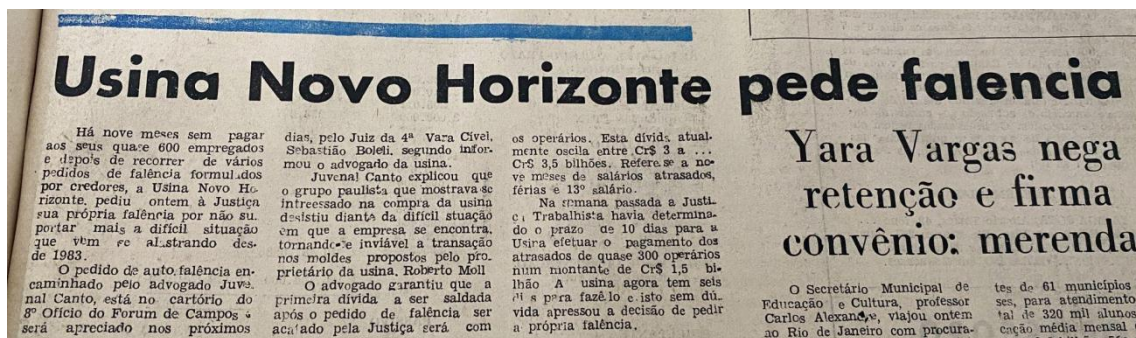 Usina Novo Horizonte pede falencia
Há nove meses sem pagar
aos seus quase 600 empregados
e depois de recorrer de vários
pedidos de falência formulados
por credores, a Usina Novo Ho-
rizonte, pediu ontem à Justiça
sua própria falência por não su-
portar mais a difícil situação
que vem se alastrando des-
de 1983.
O pedido de auto-falência en-
caminhado pelo advogado Juve-
nal Canto, está no cartório do
8º Ofício do Forum de Campos e
será apreciado nos próximos
dias, pelo Juiz da 4ª Vara Cível,
Sebastião Boleli, segundo infor-
mou o advogado da usina.
Juvenal Canto explicou que
o grupo paulista que mostrava-se
intreessado na compra da usina
desistiu diante da difícil stuação
em que a empresa se encontra,
tornando-se inviável a transação
nos moldes propostos pelo pro-
prietário da usina, Roberto Moll
O advogado garantiu que a
primeira dívida a ser saldada
após o pedido de falência ser
acatado pela Justiça será com
os operários. Esta dívida atual-
mente oscila entre Cr$ 3 a ...
Cr$ 3,5 bilhões. Refere-se a no-
ve meses de salários atrasados,
férias e 13º salário.
Na semana passada a Justi-
ça Trabalhista havia determina-
do o prazo de 10 dias para a
Usina efetuar o pagamento dos
atrasados de quase 300 operários
num montante de Cr$ 1,5 bi-
lhão A usina agora tem seis
dias para fazê-lo e isto sem dú-
vida apressou a decisão de pedir
a própria falência.
Yara Vargas nega
retenção e firma
convênio: merenda
O Secretário Municipal de
Educação e Cultura, professor
Carlos Alexandre, viajou ontem
ao Rio de Janeiro com procura-
tes de 61 municípios
ses, para atendimento
tal de 320 mil alunos
cação média mensal